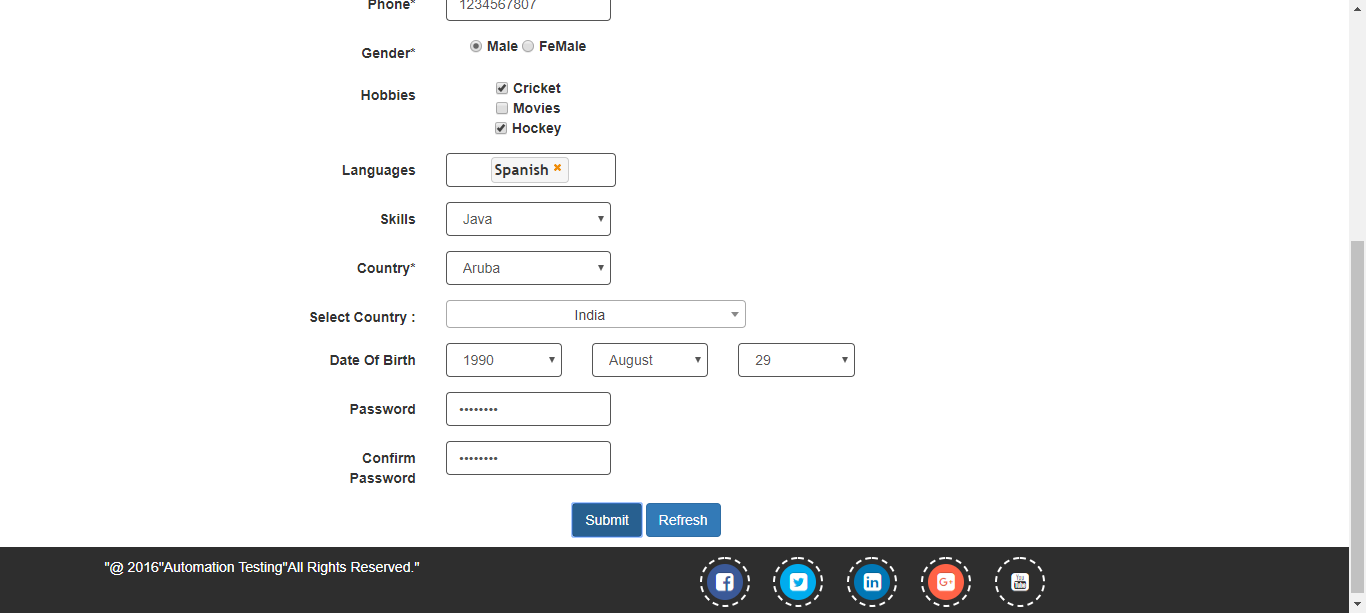 Phone* 1234567807
Gender* Male FeMale
Hobbies Cricket
Movies
Hockey
Languages Spanish
Skills Java
Country* Aruba
Select Country : India
Date Of Birth 1990 August 29
Password ••••••••
Confirm Password ••••••••
Submit Refresh
"@ 2016"Automation Testing"All Rights Reserved."
f in G+ You Tube